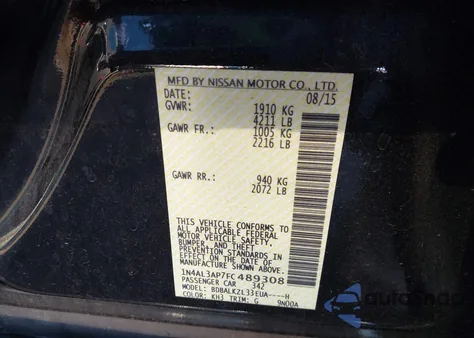 MFD BY NISSAN MOTOR CO., LTD.
DATE: 08/15
GVWR: 1910 KG
4211 LB
GAWR FR: 1005 KG
2216 LB
GAWR RR: 940 KG
2072 LB
THIS VEHICLE CONFORMS TO
ALL APPLICABLE FEDERAL
MOTOR VEHICLE SAFETY,
BUMPER, AND THEFT
PREVENTION STANDARDS IN
EFFECT ON THE DATE OF
MANUFACTURE SHOWN ABOVE.
1N4AL3AP7FC489308
PASSENGER CAR 342
MODEL: BDBALKZL33EUA----H
COLOR: KH3 TRIM: G 9N00A